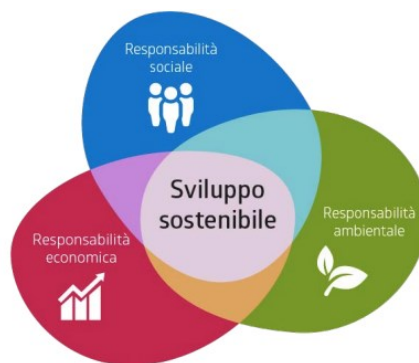 Responsabilità
sociale
Sviluppo
sostenibile
Responsabilità
economica
Responsabilità
ambientale